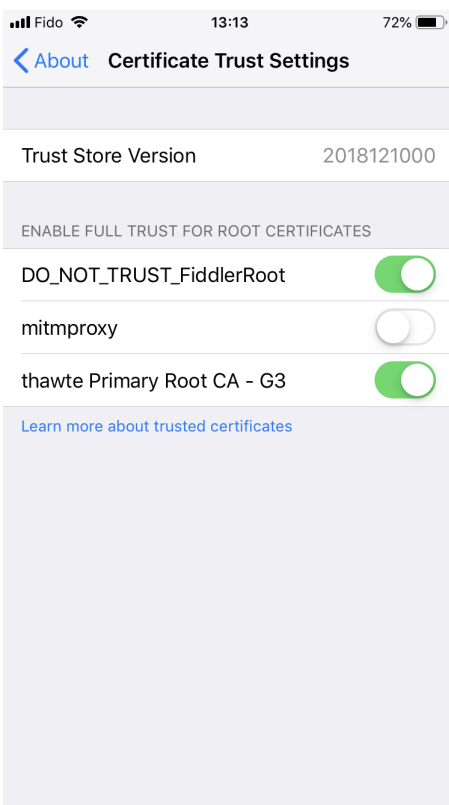 Fido 13:13 72%
About Certificate Trust Settings
Trust Store Version 2018121000
ENABLE FULL TRUST FOR ROOT CERTIFICATES
DO_NOT_TRUST_FiddlerRoot
mitmproxy
thawte Primary Root CA - G3
Learn more about trusted certificates